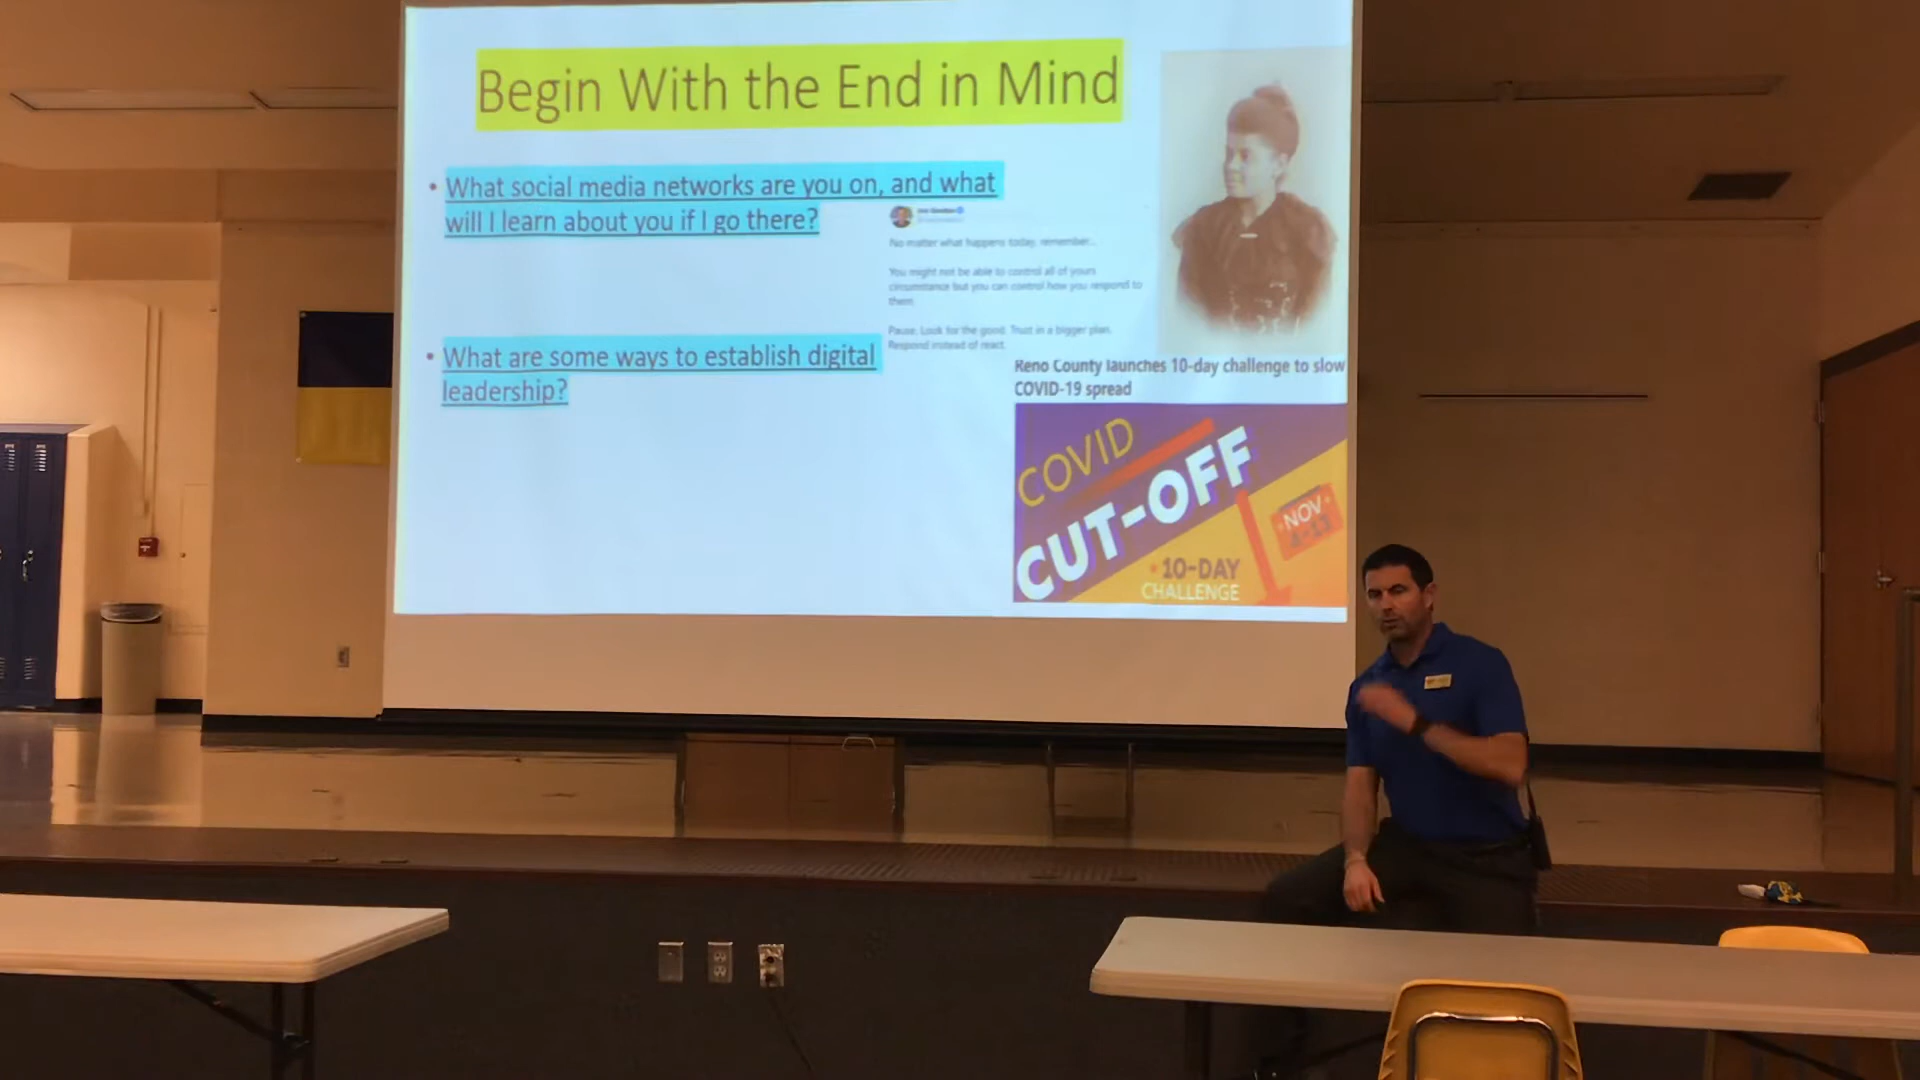 Begin With the End in Mind
• What social media networks are you on, and what
will I learn about you if I go there?
No matter what happens today, remember...
You might not be able to control all of yours
circumstance but you can control how you respond to
them.
Pause. Look for the good. Trust in a bigger plan.
Respond instead of react.
• What are some ways to establish digital
leadership?
Reno County launches 10-day challenge to slow
COVID-19 spread
COVID
CUT-OFF
• NOV •
• 10-DAY
CHALLENGE